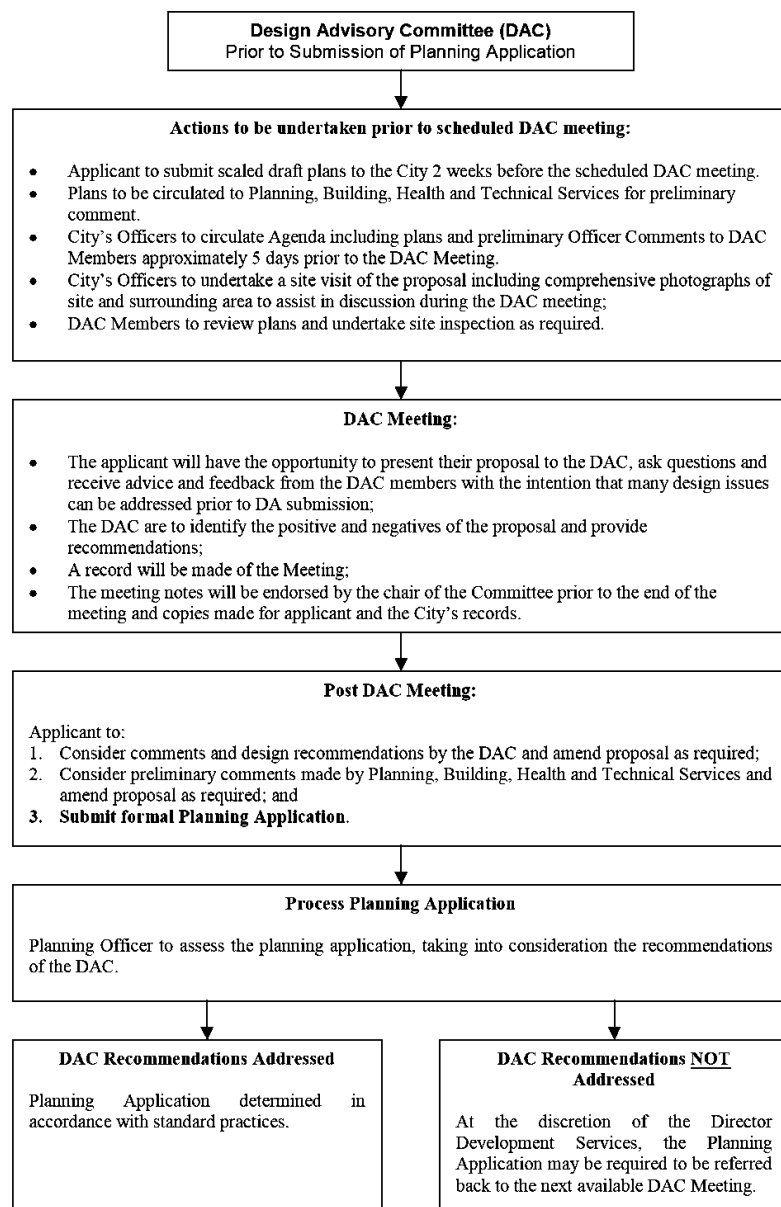 Design Advisory Committee (DAC)
Prior to Submission of Planning Application
Actions to be undertaken prior to scheduled DAC meeting:
• Applicant to submit scaled draft plans to the City 2 weeks before the scheduled DAC meeting.
• Plans to be circulated to Planning, Building, Health and Technical Services for preliminary
comment.
• City's Officers to circulate Agenda including plans and preliminary Officer Comments to DAC
Members approximately 5 days prior to the DAC Meeting.
• City's Officers to undertake a site visit of the proposal including comprehensive photographs of
site and surrounding area to assist in discussion during the DAC meeting;
• DAC Members to review plans and undertake site inspection as required.
DAC Meeting:
• The applicant will have the opportunity to present their proposal to the DAC, ask questions and
receive advice and feedback from the DAC members with the intention that many design issues
can be addressed prior to DA submission;
• The DAC are to identify the positive and negatives of the proposal and provide
recommendations;
• A record will be made of the Meeting;
• The meeting notes will be endorsed by the chair of the Committee prior to the end of the
meeting and copies made for applicant and the City's records.
Post DAC Meeting:
Applicant to:
1. Consider comments and design recommendations by the DAC and amend proposal as required;
2. Consider preliminary comments made by Planning, Building, Health and Technical Services and
amend proposal as required; and
3. Submit formal Planning Application.
Process Planning Application
Planning Officer to assess the planning application, taking into consideration the recommendations
of the DAC.
DAC Recommendations Addressed
Planning Application determined in
accordance with standard practices.
DAC Recommendations NOT
Addressed
At the discretion of the Director
Development Services, the Planning
Application may be required to be referred
back to the next available DAC Meeting.